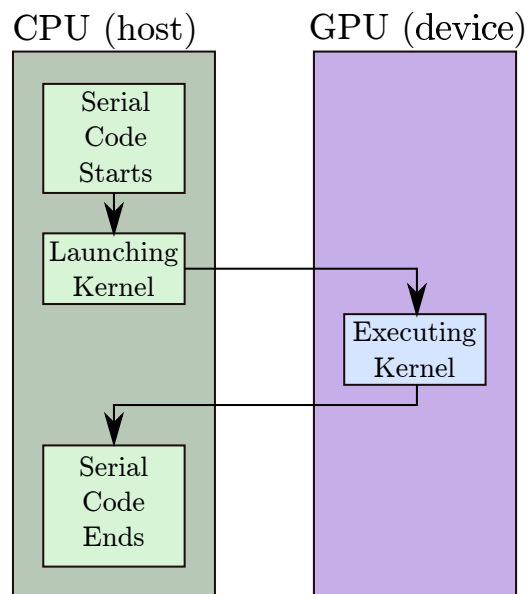 CPU (host)
GPU (device)
Serial
Code
Starts
Launching
Kernel
Executing
Kernel
Serial
Code
Ends